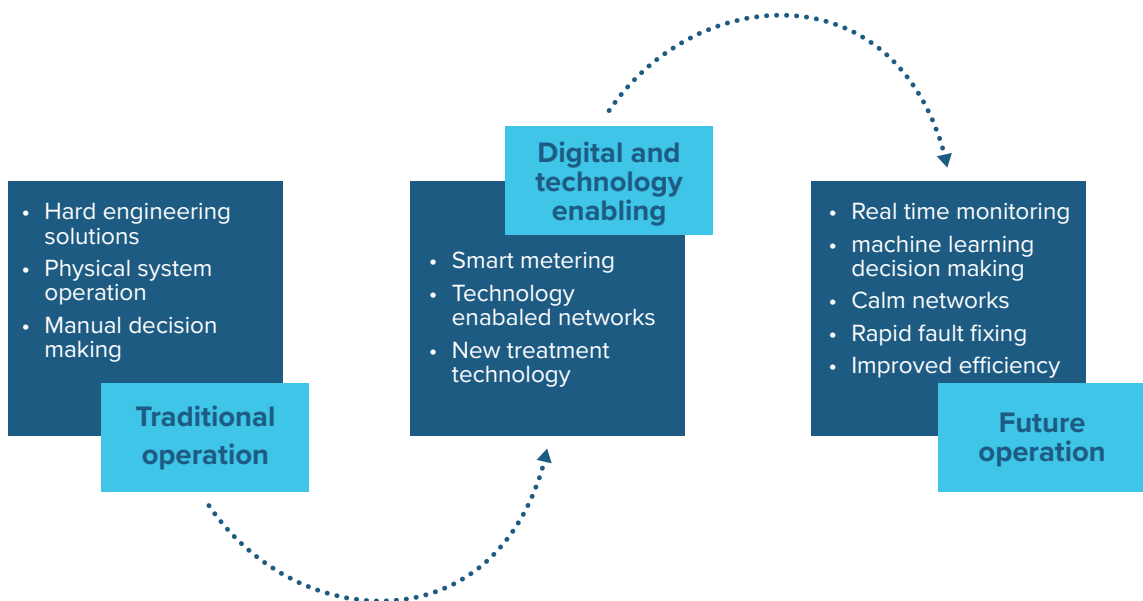 • Hard engineering
solutions
• Physical system
operation
• Manual decision
making
Traditional
operation
Digital and
technology
enabling
• Smart metering
• Technology
enabaled networks
• New treatment
technology
• Real time monitoring
• machine learning
decision making
• Calm networks
• Rapid fault fixing
• Improved efficiency
Future
operation